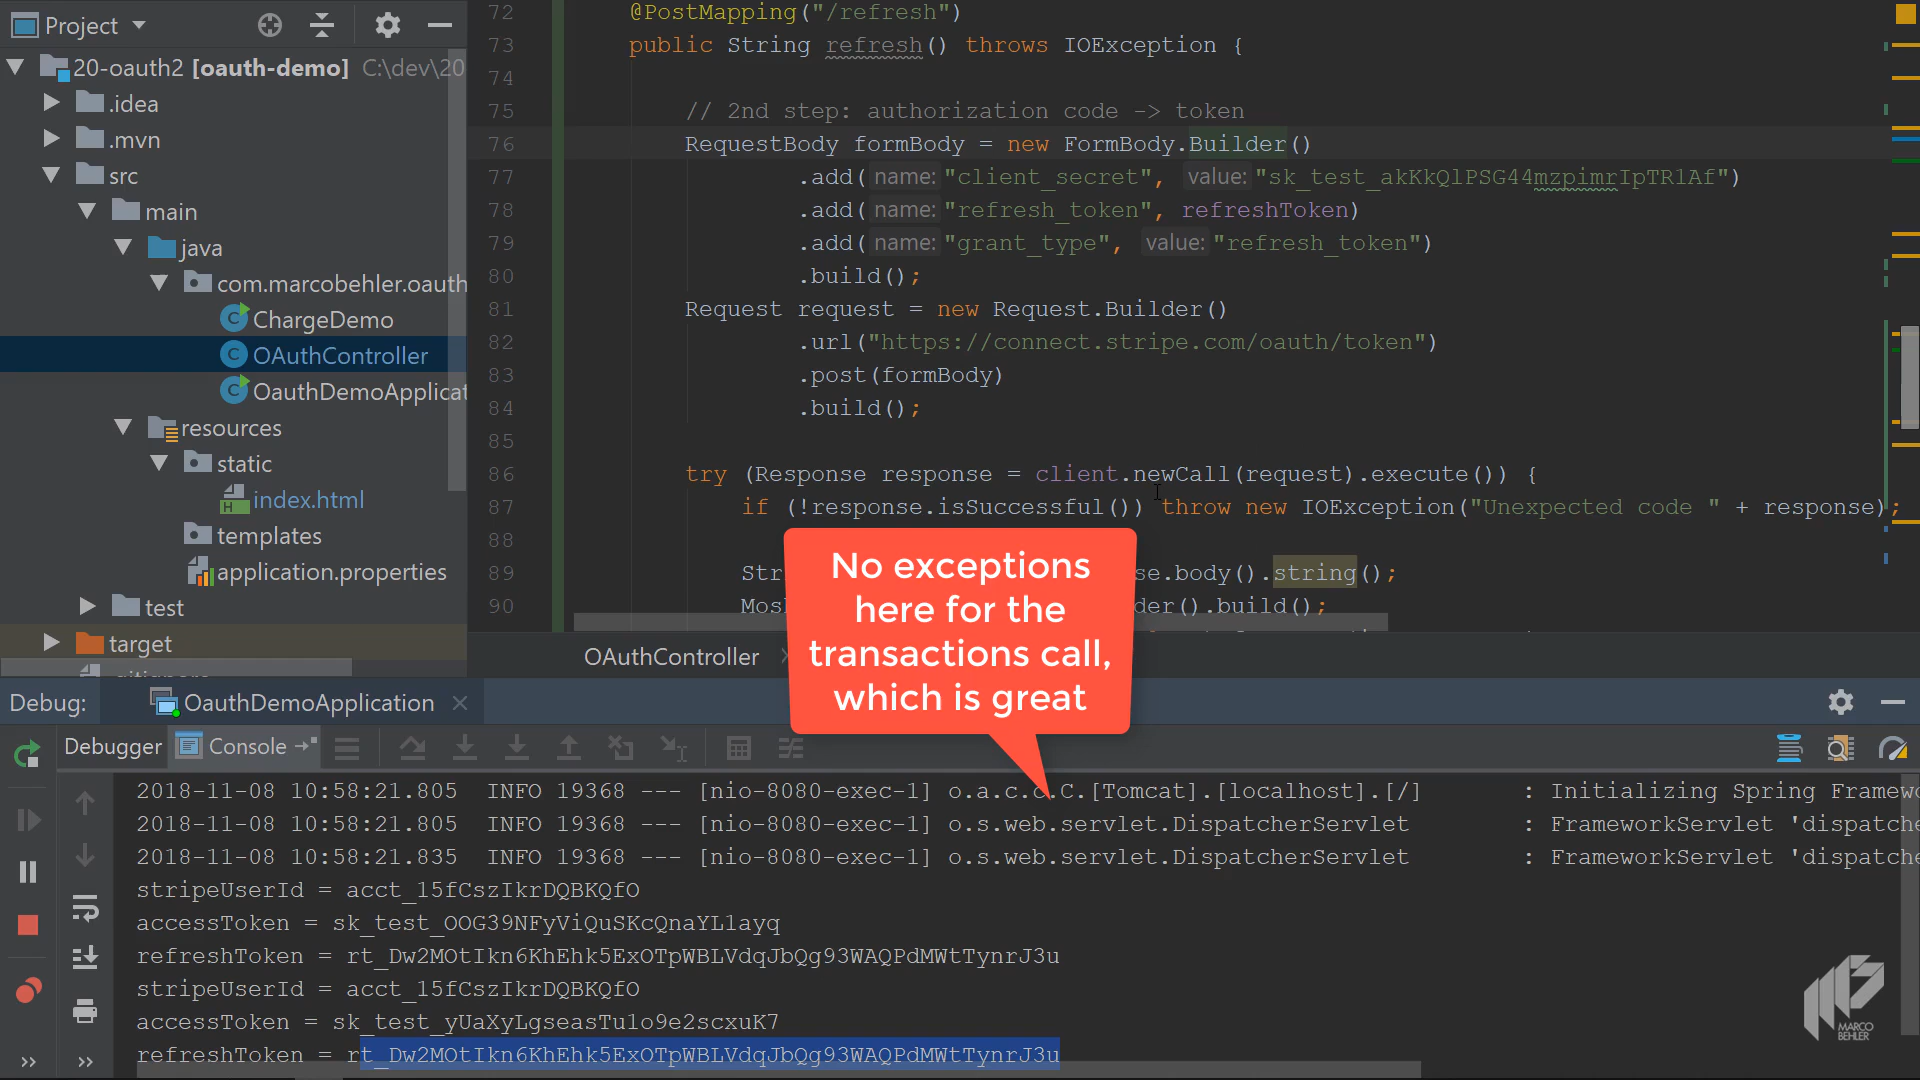 Project
20-oauth2 [oauth-demo] C:\dev\20
.idea
.mvn
src
main
java
com.marcobehler.oauth
ChargeDemo
OAuthController
OauthDemoApplicat
resources
static
index.html
templates
application.properties
test
target
.gitignore
72 @PostMapping("/refresh")
73 public String refresh() throws IOException {
74
75 // 2nd step: authorization code -> token
76 RequestBody formBody = new FormBody.Builder()
77 .add( name: "client_secret", value: "sk_test_akKkQlPSG44mzpimrIpTR1Af")
78 .add( name: "refresh_token", refreshToken)
79 .add( name: "grant_type", value: "refresh_token")
80 .build();
81 Request request = new Request.Builder()
82 .url("https://connect.stripe.com/oauth/token")
83 .post(formBody)
84 .build();
85
86 try (Response response = client.newCall(request).execute()) {
87 if (!response.isSuccessful()) throw new IOException("Unexpected code " + response);
88
89 Str se.body().string();
90 Mosh der().build();
No exceptions
here for the
transactions call,
which is great
OAuthController
Debug: OauthDemoApplication
Debugger Console
2018-11-08 10:58:21.805 INFO 19368 --- [nio-8080-exec-1] o.a.c.c.C.[Tomcat].[localhost].[/] : Initializing Spring Framewo
2018-11-08 10:58:21.805 INFO 19368 --- [nio-8080-exec-1] o.s.web.servlet.DispatcherServlet : FrameworkServlet 'dispatche
2018-11-08 10:58:21.835 INFO 19368 --- [nio-8080-exec-1] o.s.web.servlet.DispatcherServlet : FrameworkServlet 'dispatche
stripeUserId = acct_15fCszIkrDQBKQfO
accessToken = sk_test_OOG39NFyViQuSKcQnaYL1ayq
refreshToken = rt_Dw2MOtIkn6KhEhk5ExOTpWBLVdqJbQg93WAQPdMWtTynrJ3u
stripeUserId = acct_15fCszIkrDQBKQfO
accessToken = sk_test_yUaXyLgseasTu1o9e2scxuK7
refreshToken = rt_Dw2MOtIkn6KhEhk5ExOTpWBLVdqJbQg93WAQPdMWtTynrJ3u
MARCO
BEHLER